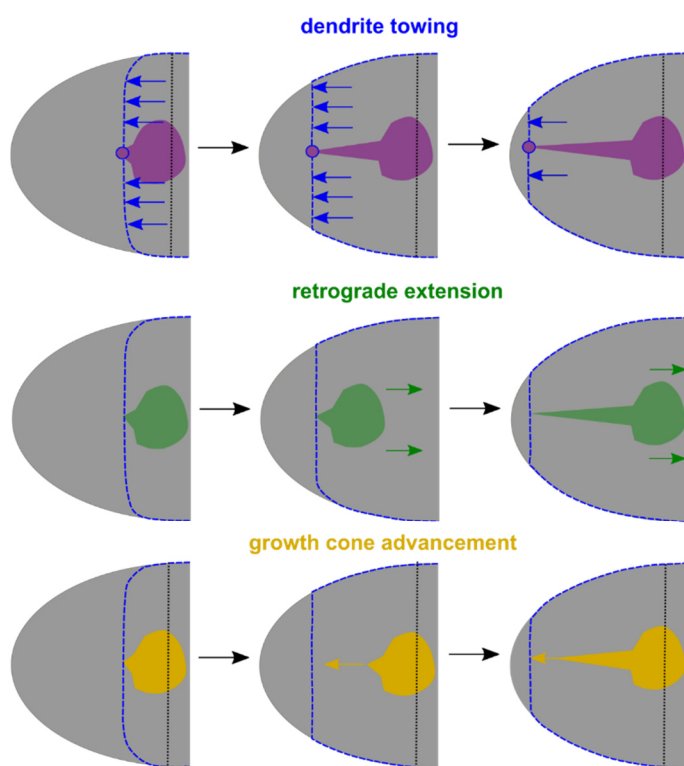 dendrite towing
retrograde extension
growth cone advancement